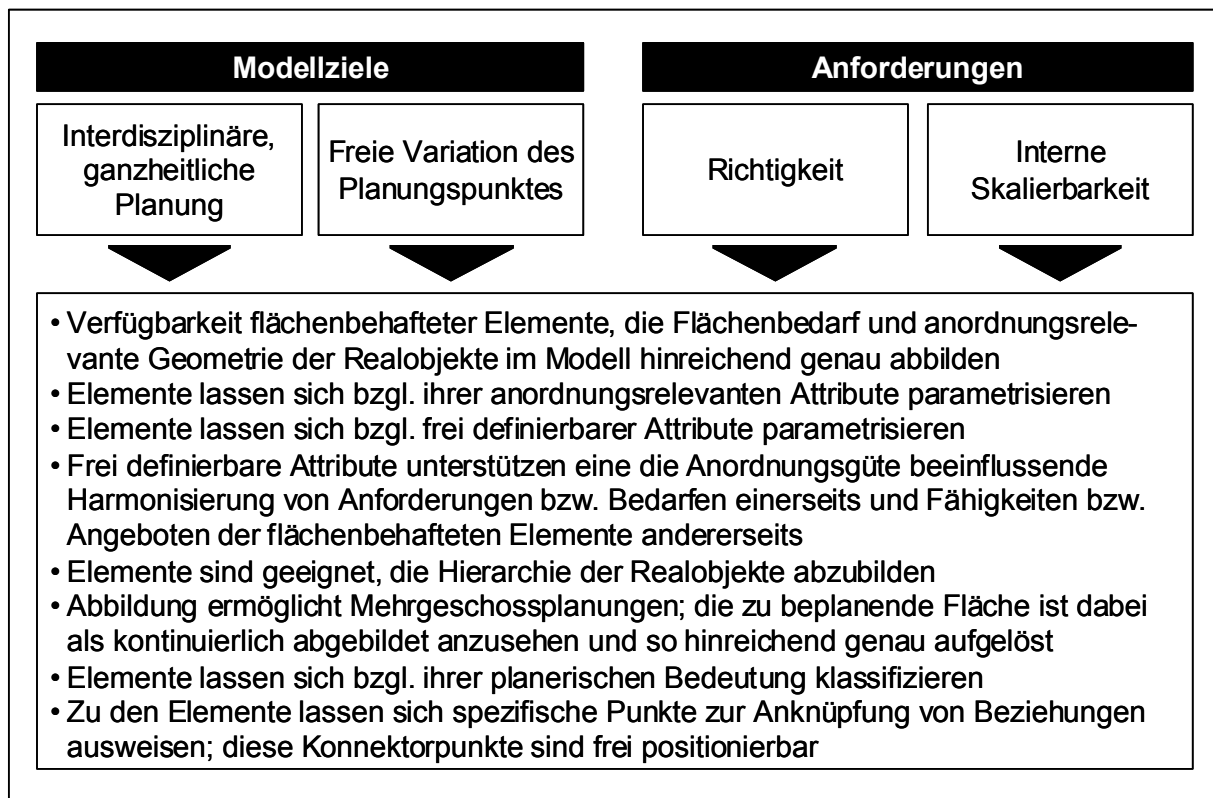 Modellziele
Anforderungen
Interdisziplinäre,
ganzheitliche
Planung
Freie Variation des
Planungspunktes
Richtigkeit
Interne
Skalierbarkeit
• Verfügbarkeit flächenbehafteter Elemente, die Flächenbedarf und anordnungsrele-
vante Geometrie der Realobjekte im Modell hinreichend genau abbilden
• Elemente lassen sich bzgl. ihrer anordnungsrelevanten Attribute parametrisieren
• Elemente lassen sich bzgl. frei definierbarer Attribute parametrisieren
• Frei definierbare Attribute unterstützen eine die Anordnungsgüte beeinflussende
Harmonisierung von Anforderungen bzw. Bedarfen einerseits und Fähigkeiten bzw.
Angeboten der flächenbehafteten Elemente andererseits
• Elemente sind geeignet, die Hierarchie der Realobjekte abzubilden
• Abbildung ermöglicht Mehrgeschossplanungen; die zu beplanende Fläche ist dabei
als kontinuierlich abgebildet anzusehen und so hinreichend genau aufgelöst
• Elemente lassen sich bzgl. ihrer planerischen Bedeutung klassifizieren
• Zu den Elemente lassen sich spezifische Punkte zur Anknüpfung von Beziehungen
ausweisen; diese Konnektorpunkte sind frei positionierbar